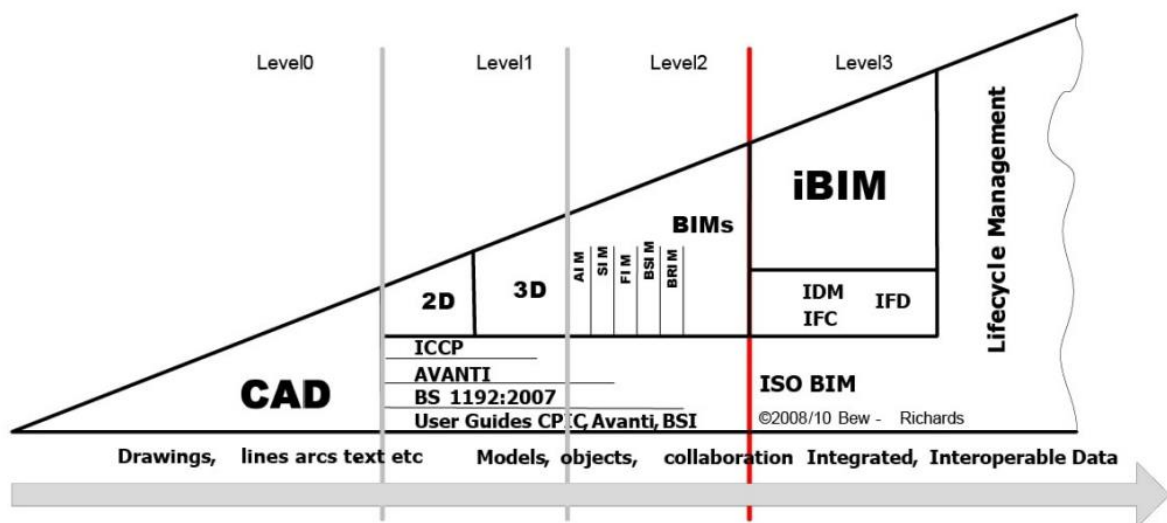 Level0
Level1
Level2
Level3
Lifecycle Management
iBIM
BIMs
AIM
SIM
FIM
BSIM
BRIM
2D
3D
IDM
IFD
IFC
ICCP
AVANTI
CAD
ISO BIM
BS 1192:2007
User Guides CPIC, Avanti, BSI
©2008/10 Bew - Richards
Drawings, lines arcs text etc Models, objects, collaboration Integrated, Interoperable Data